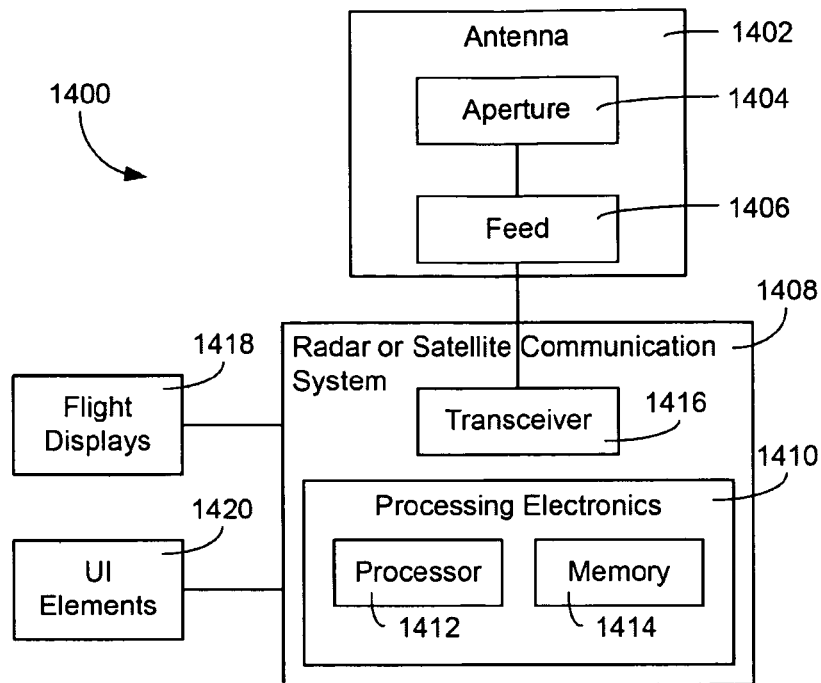 Antenna
1402
1400
Aperture
1404
Feed
1406
1408
Radar or Satellite Communication
System
1418
Flight
Displays
Transceiver
1416
1410
Processing Electronics
1420
UI
Elements
Processor
Memory
1412
1414